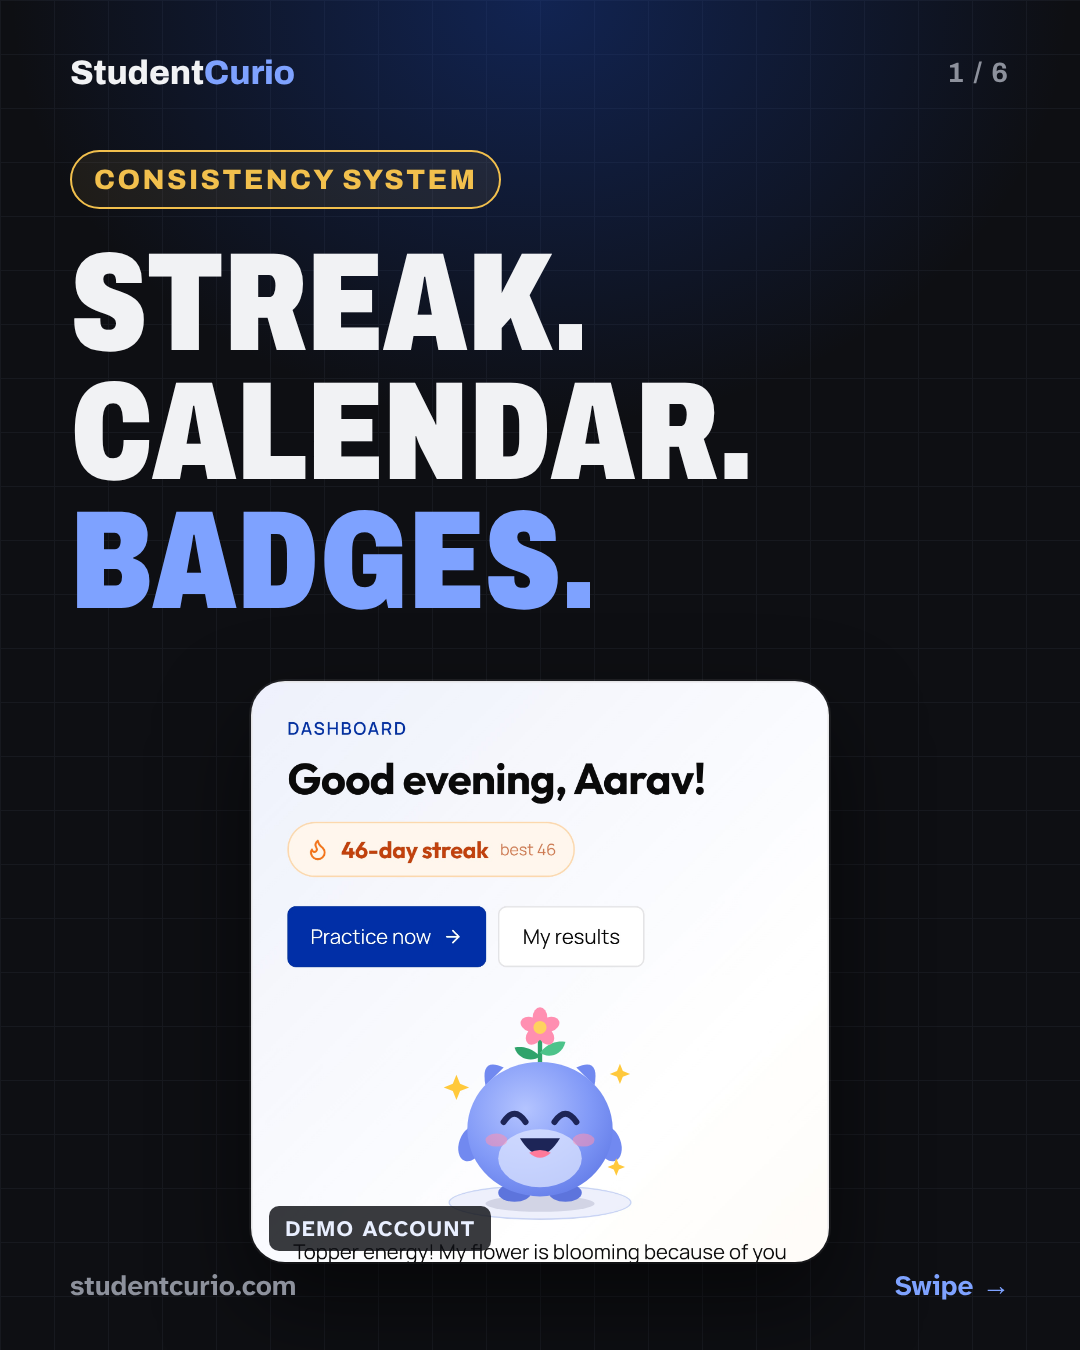 StudentCurio
1 / 6
CONSISTENCY SYSTEM
STREAK.
CALENDAR.
BADGES.
DASHBOARD
Good evening, Aarav!
46-day streak best 46
Practice now →
My results
DEMO ACCOUNT
Topper energy! My flower is blooming because of you
studentcurio.com
Swipe →